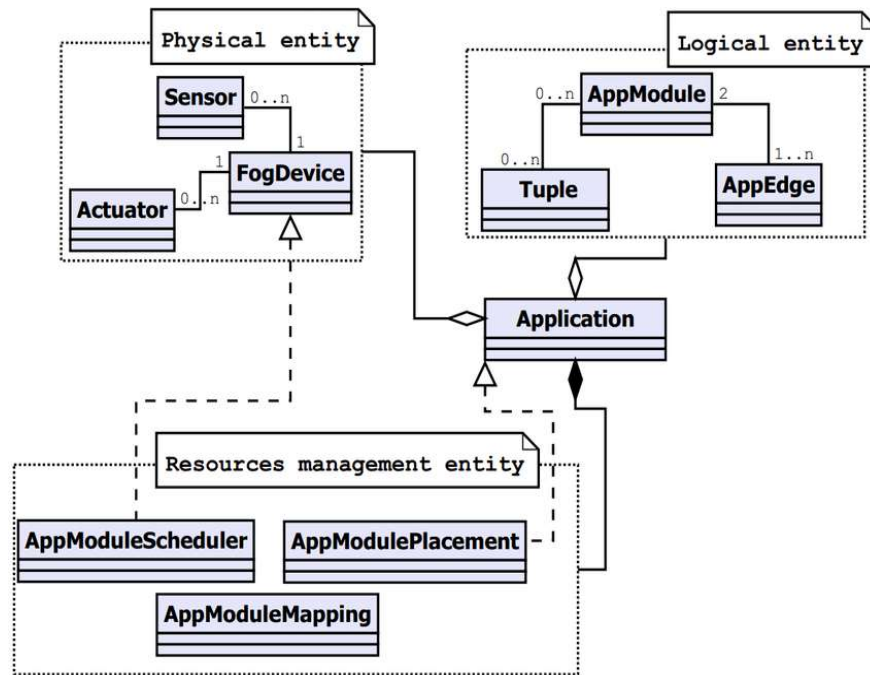 Physical entity
Logical entity
Sensor
0..n
1
FogDevice
1
0..n
Actuator
AppModule
0..n
2
0..n
1..n
Tuple
AppEdge
Application
Resources management entity
AppModuleScheduler
AppModulePlacement
AppModuleMapping